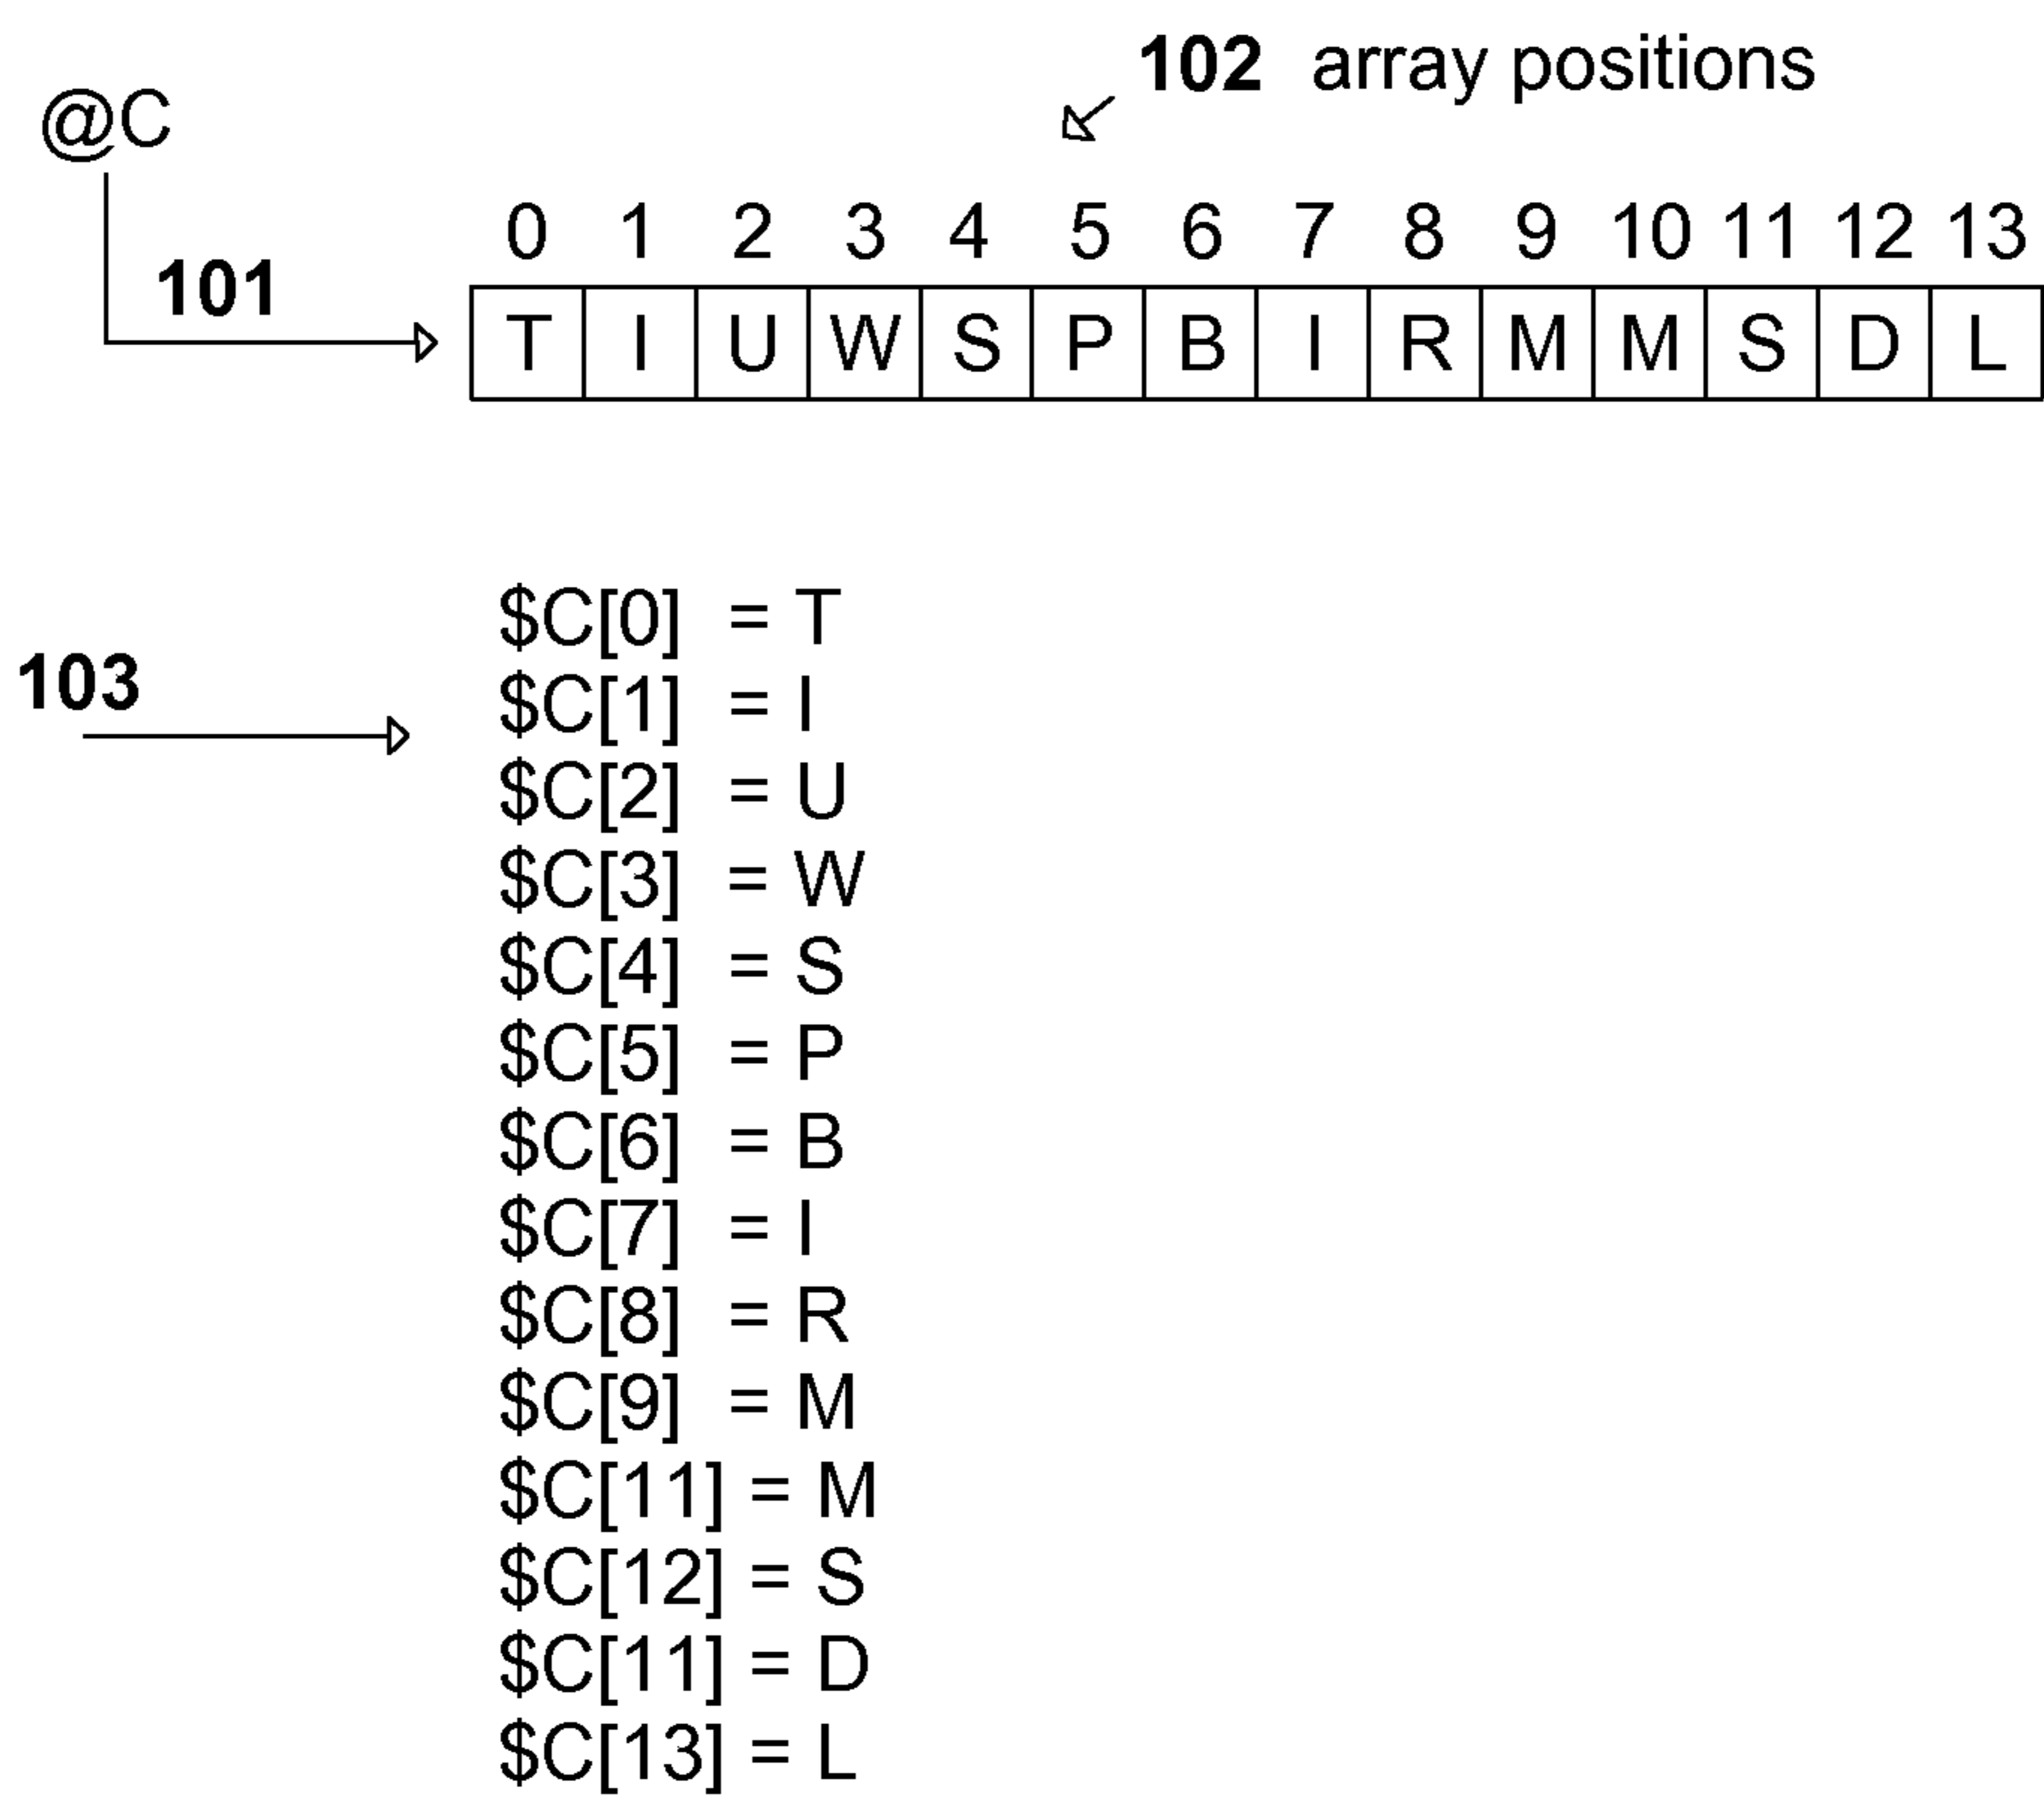 102 array positions
@C
0 1 2 3 4 5 6 7 8 9 10 11 12 13
101
T I U W S P B I R M M S D L
$C[0] = T
103
$C[1] = I
$C[2] = U
$C[3] = W
$C[4] = S
$C[5] = P
$C[6] = B
$C[7] = I
$C[8] = R
$C[9] = M
$C[11] = M
$C[12] = S
$C[11] = D
$C[13] = L